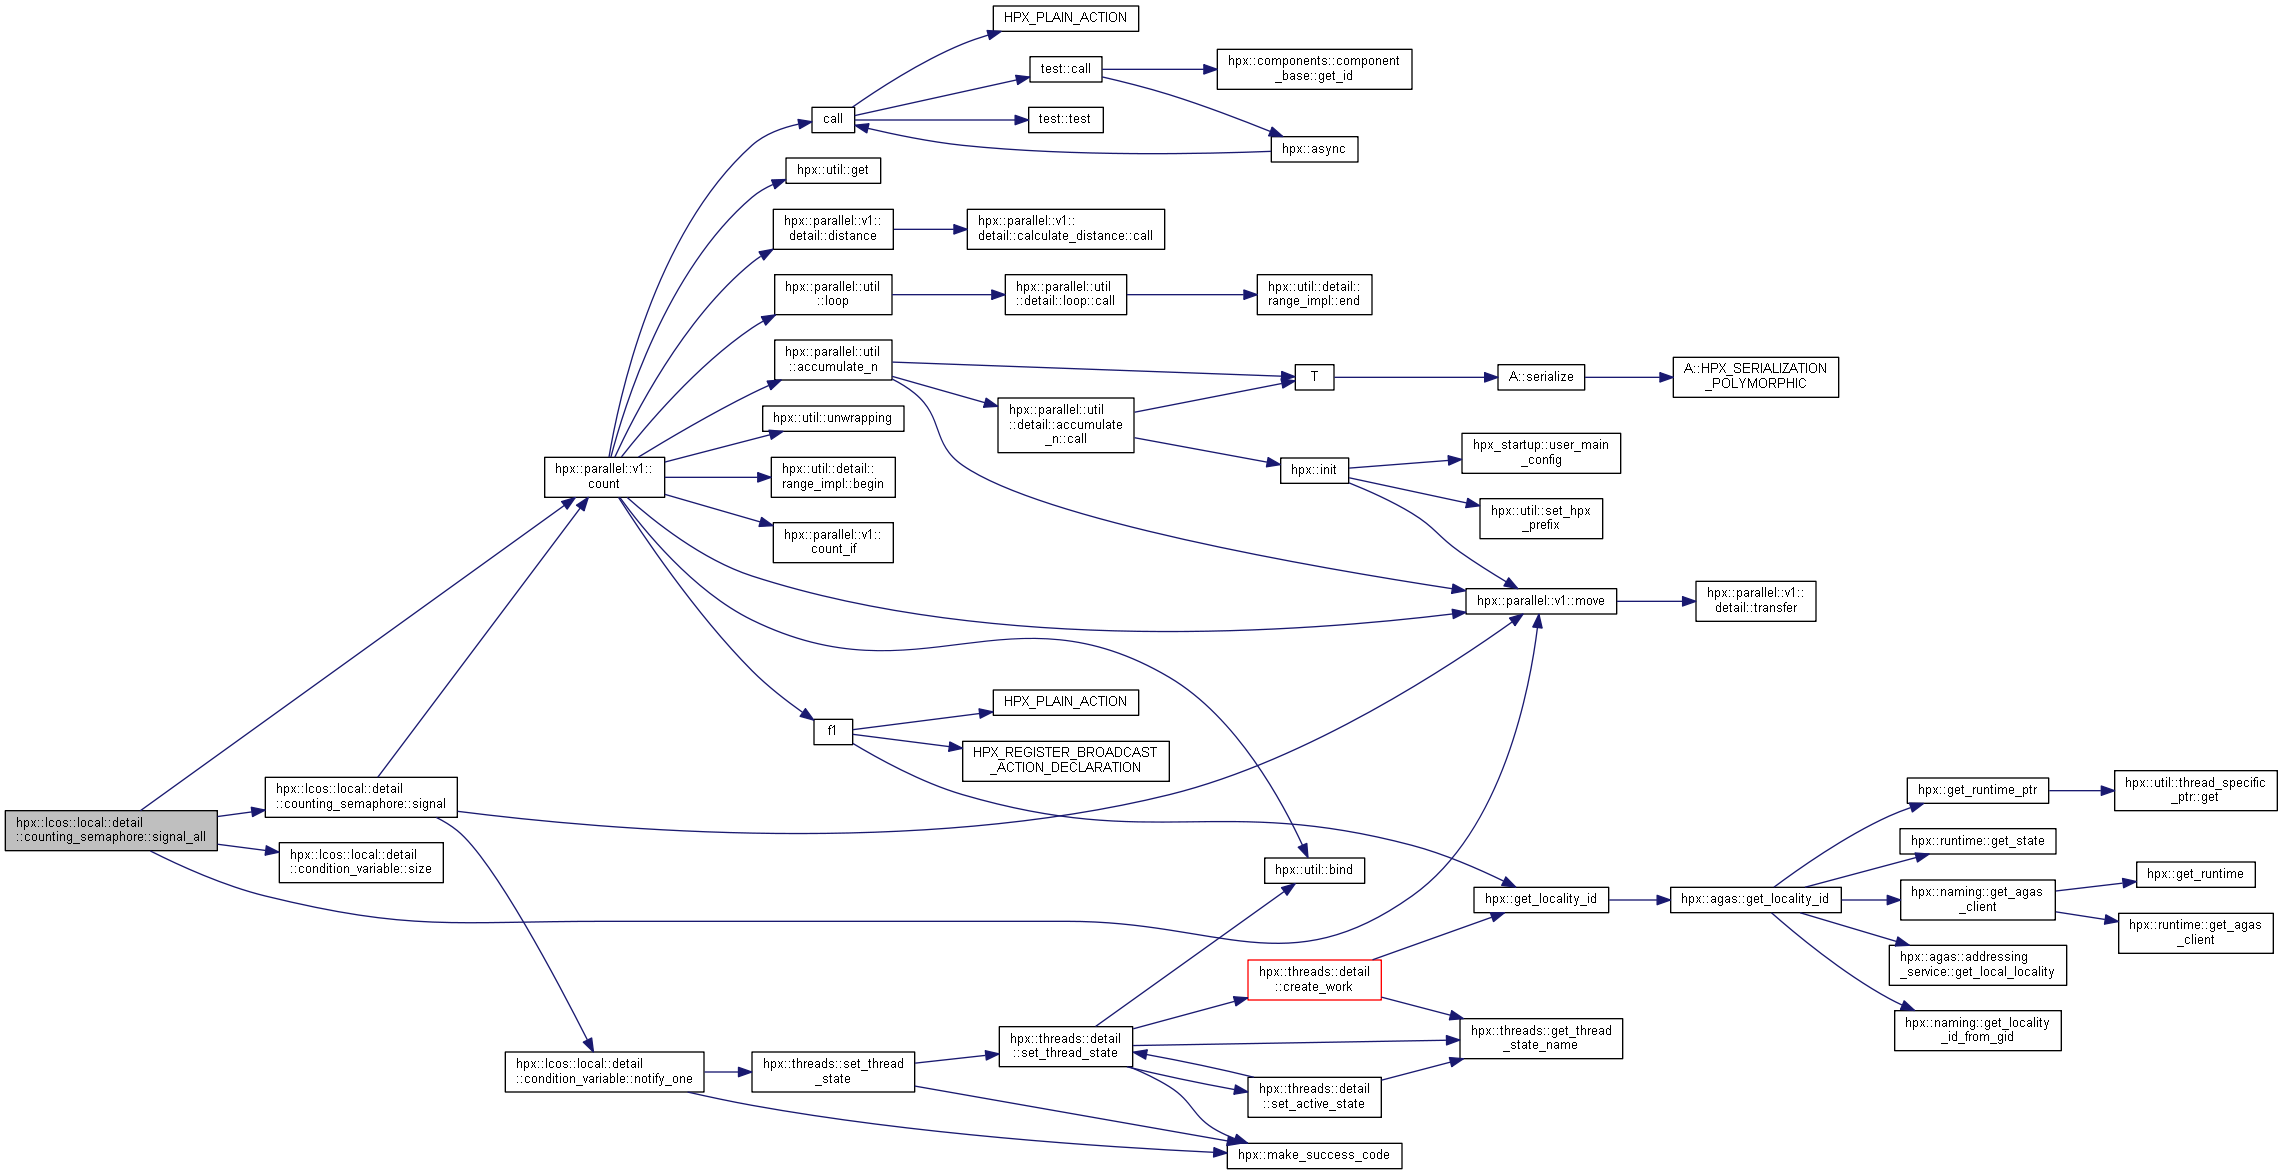 HPX_PLAIN_ACTION
test::call
hpx::components::component
_base::get_id
call
test::test
hpx::async
hpx::util::get
hpx::parallel::v1::
detail::distance
hpx::parallel::v1::
detail::calculate_distance::call
hpx::parallel::util
::loop
hpx::parallel::util
::detail::loop::call
hpx::util::detail::
range_impl::end
hpx::parallel::util
::accumulate_n
T
A::serialize
A::HPX_SERIALIZATION
_POLYMORPHIC
hpx::parallel::util
::detail::accumulate
_n::call
hpx::util::unwrapping
hpx::parallel::v1::
count
hpx::util::detail::
range_impl::begin
hpx::init
hpx_startup::user_main
_config
hpx::util::set_hpx
_prefix
hpx::parallel::v1::
count_if
hpx::parallel::v1::move
hpx::parallel::v1::
detail::transfer
HPX_PLAIN_ACTION
f1
HPX_REGISTER_BROADCAST
_ACTION_DECLARATION
hpx::lcos::local::detail
::counting_semaphore::signal
hpx::lcos::local::detail
::counting_semaphore::signal_all
hpx::lcos::local::detail
::condition_variable::size
hpx::get_runtime_ptr
hpx::util::thread_specific
_ptr::get
hpx::runtime::get_state
hpx::util::bind
hpx::get_locality_id
hpx::agas::get_locality_id
hpx::naming::get_agas
_client
hpx::get_runtime
hpx::runtime::get_agas
_client
hpx::agas::addressing
_service::get_local_locality
hpx::threads::detail
::create_work
hpx::naming::get_locality
_id_from_gid
hpx::threads::get_thread
_state_name
hpx::threads::detail
::set_thread_state
hpx::lcos::local::detail
::condition_variable::notify_one
hpx::threads::set_thread
_state
hpx::threads::detail
::set_active_state
hpx::make_success_code